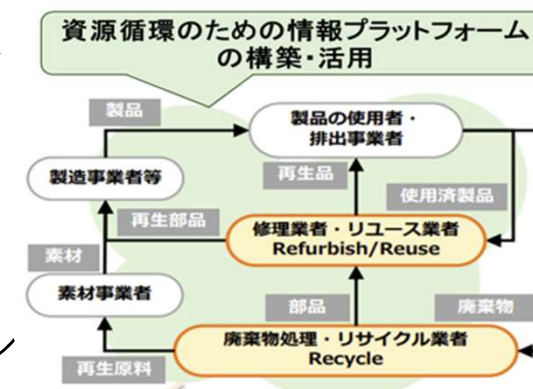 資源循環のための情報プラットフォーム
の構築・活用
製品
製品の使用者・
排出事業者
製造事業者等
再生品
使用済製品
再生部品
修理業者・リユース業者
Refurbish/Reuse
素材
素材事業者
部品
廃棄物
廃棄物処理・リサイクル業者
Recycle
再生原料